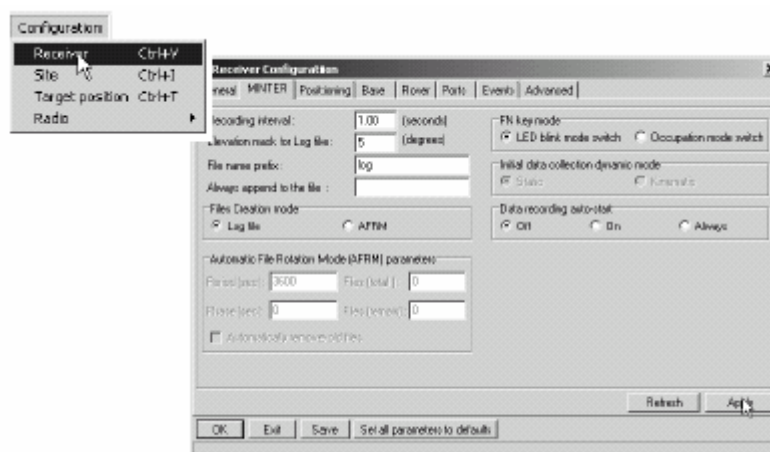 Configuration
Receiver Ctrl+V
Site Ctrl+I
Target position Ctrl+T
Radio
Receiver Configuration
General MINTER Positioning Base Rover Ports Events Advanced
Recording interval: 1.00 (seconds)
Elevation mask for Log file: 5 (degrees)
File name prefix: log
Always append to the file :
Files Creation mode
Log file AFRM
Automatic File Rotation Mode (AFRM) parameters
Period (sec): 3600 Files (total ): 0
Phase (sec): 0 Files (remain): 0
Automatically remove old files
FN key mode
LED blink mode switch Occupation mode switch
Initial data collection dynamic mode
Static Kinematic
Data recording auto-start
Off On Always
Refresh Apply
OK Exit Save Set all parameters to defaults